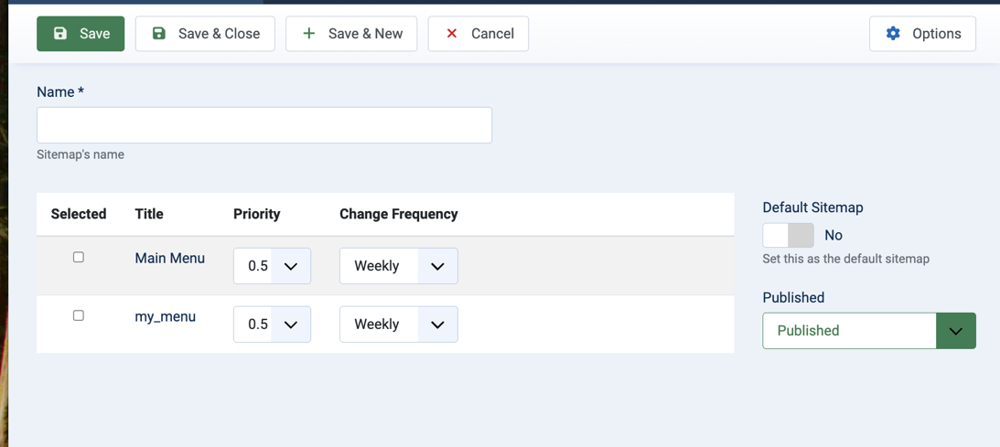 Save Save & Close Save & New Cancel Options
Name *
Sitemap's name
Selected Title Priority Change Frequency
Main Menu 0.5 Weekly
my_menu 0.5 Weekly
Default Sitemap
No
Set this as the default sitemap
Published
Published